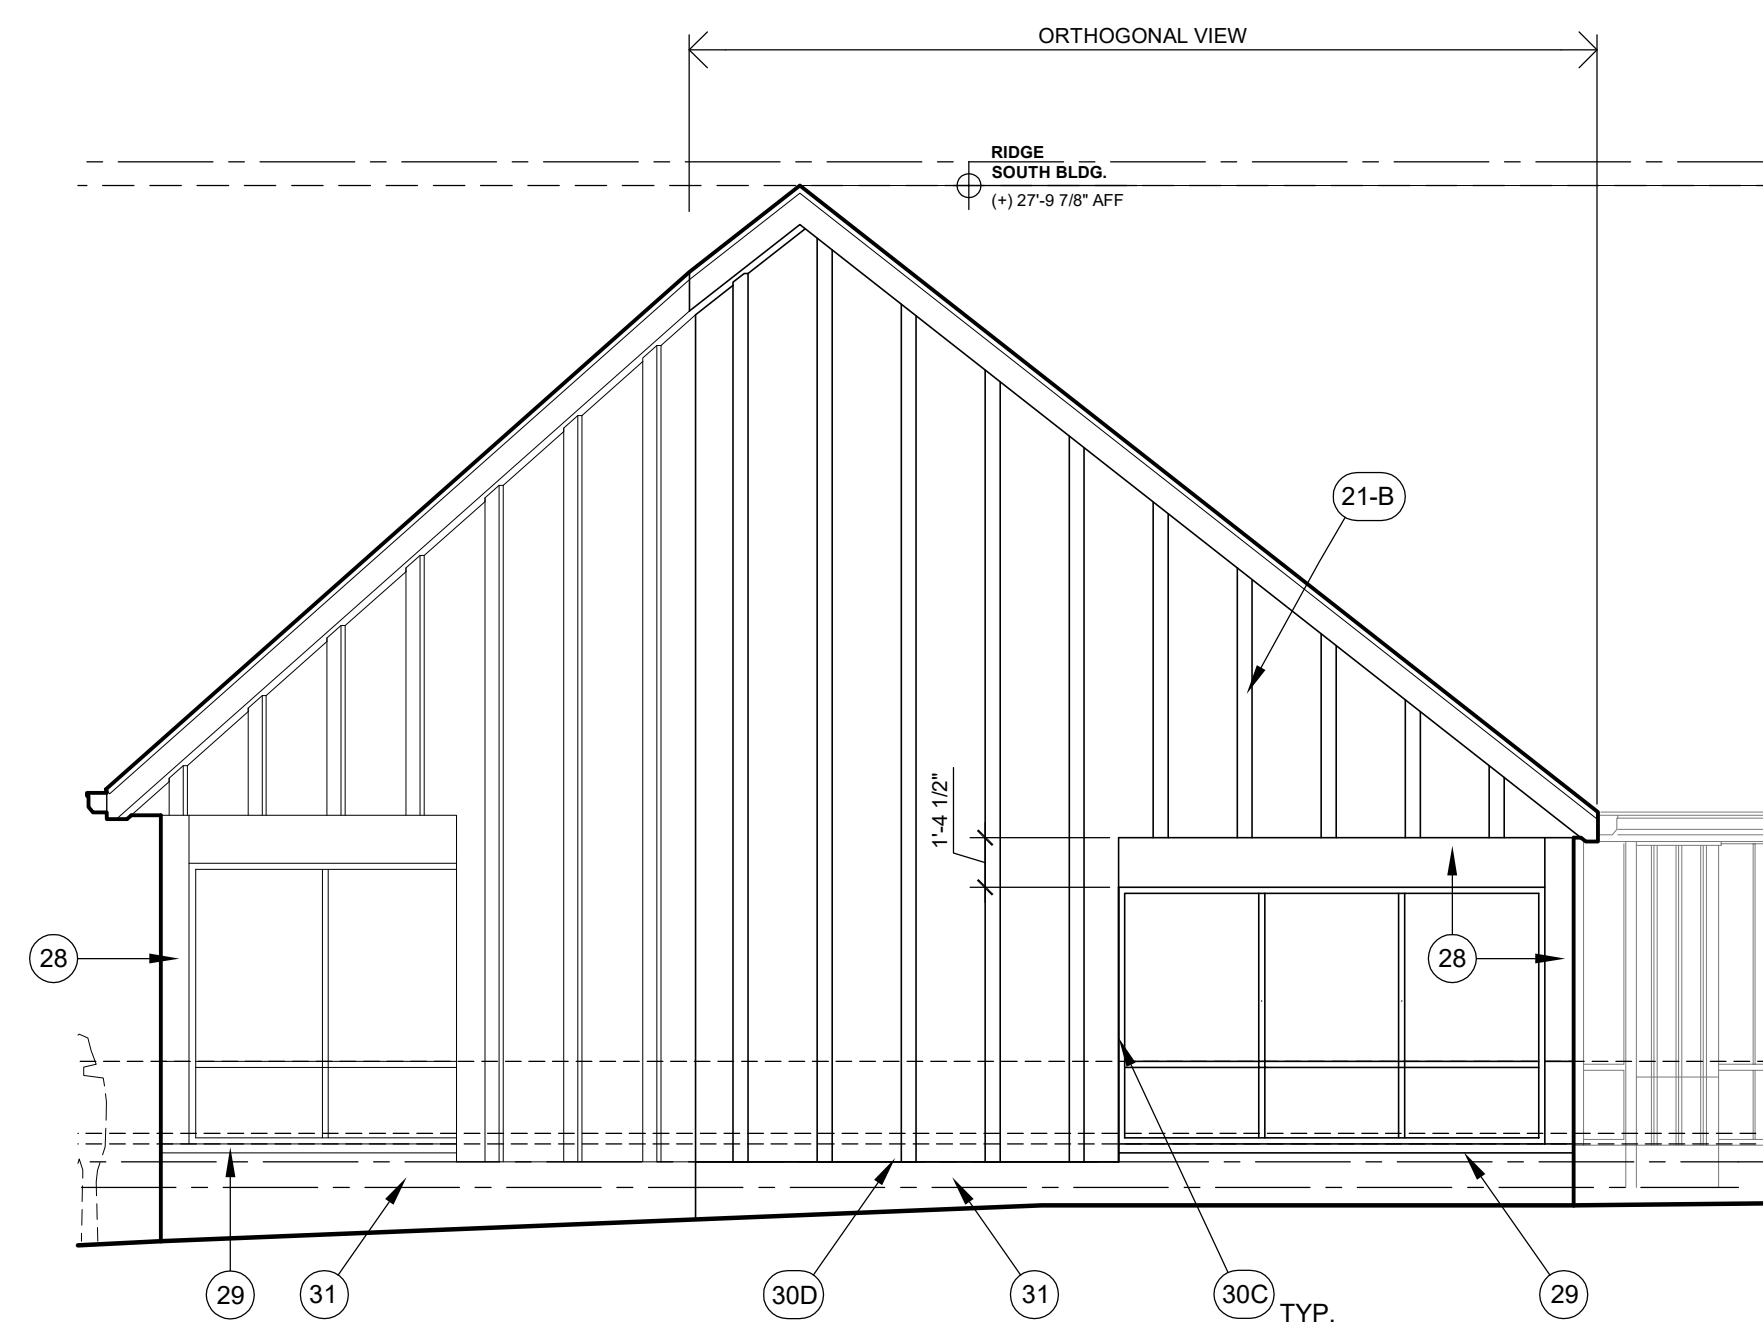 ORTHOGONAL VIEW
RIDGE
SOUTH BLDG.
(+) 27'-9 7/8" AFF
21-B
1'-4 1/2"
28
28
29
31
30D
31
30C TYP.
29